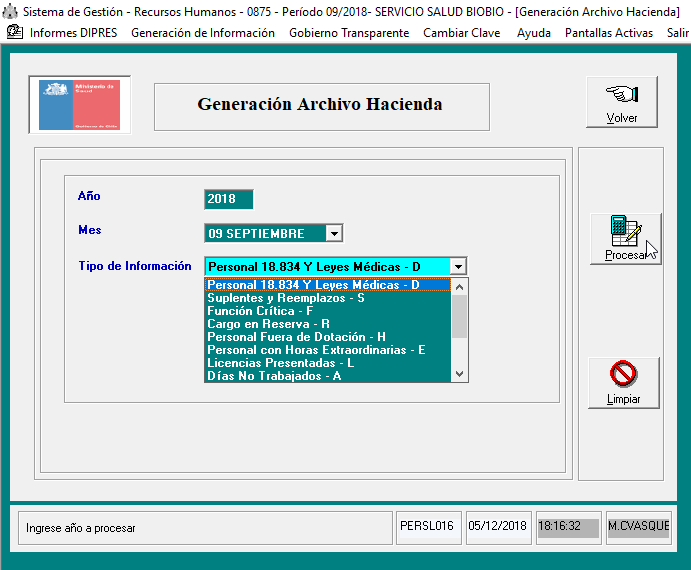 Sistema de Gestión - Recursos Humanos - 0875 - Período 09/2018- SERVICIO SALUD BIOBIO - [Generación Archivo Hacienda]
Informes DIPRES Generación de Información Gobierno Transparente Cambiar Clave Ayuda Pantallas Activas Salir
Ministerio de
Salud
Gobierno de Chile
Generación Archivo Hacienda
Volver
Año
2018
Mes
09 SEPTIEMBRE
Tipo de Información
Personal 18.834 Y Leyes Médicas - D
Personal 18.834 Y Leyes Médicas - D
Suplentes y Reemplazos - S
Función Crítica - F
Cargo en Reserva - R
Personal Fuera de Dotación - H
Personal con Horas Extraordinarias - E
Licencias Presentadas - L
Días No Trabajados - A
Procesar
Limpiar
Ingrese año a procesar
PERSL016
05/12/2018
18:16:32
M.CVASQUE